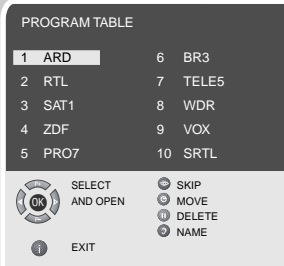 PROGRAM TABLE
1 ARD 6 BR3
2 RTL 7 TELE5
3 SAT1 8 WDR
4 ZDF 9 VOX
5 PRO7 10 SRTL
SELECT SKIP
OK AND OPEN MOVE
DELETE
NAME
i EXIT